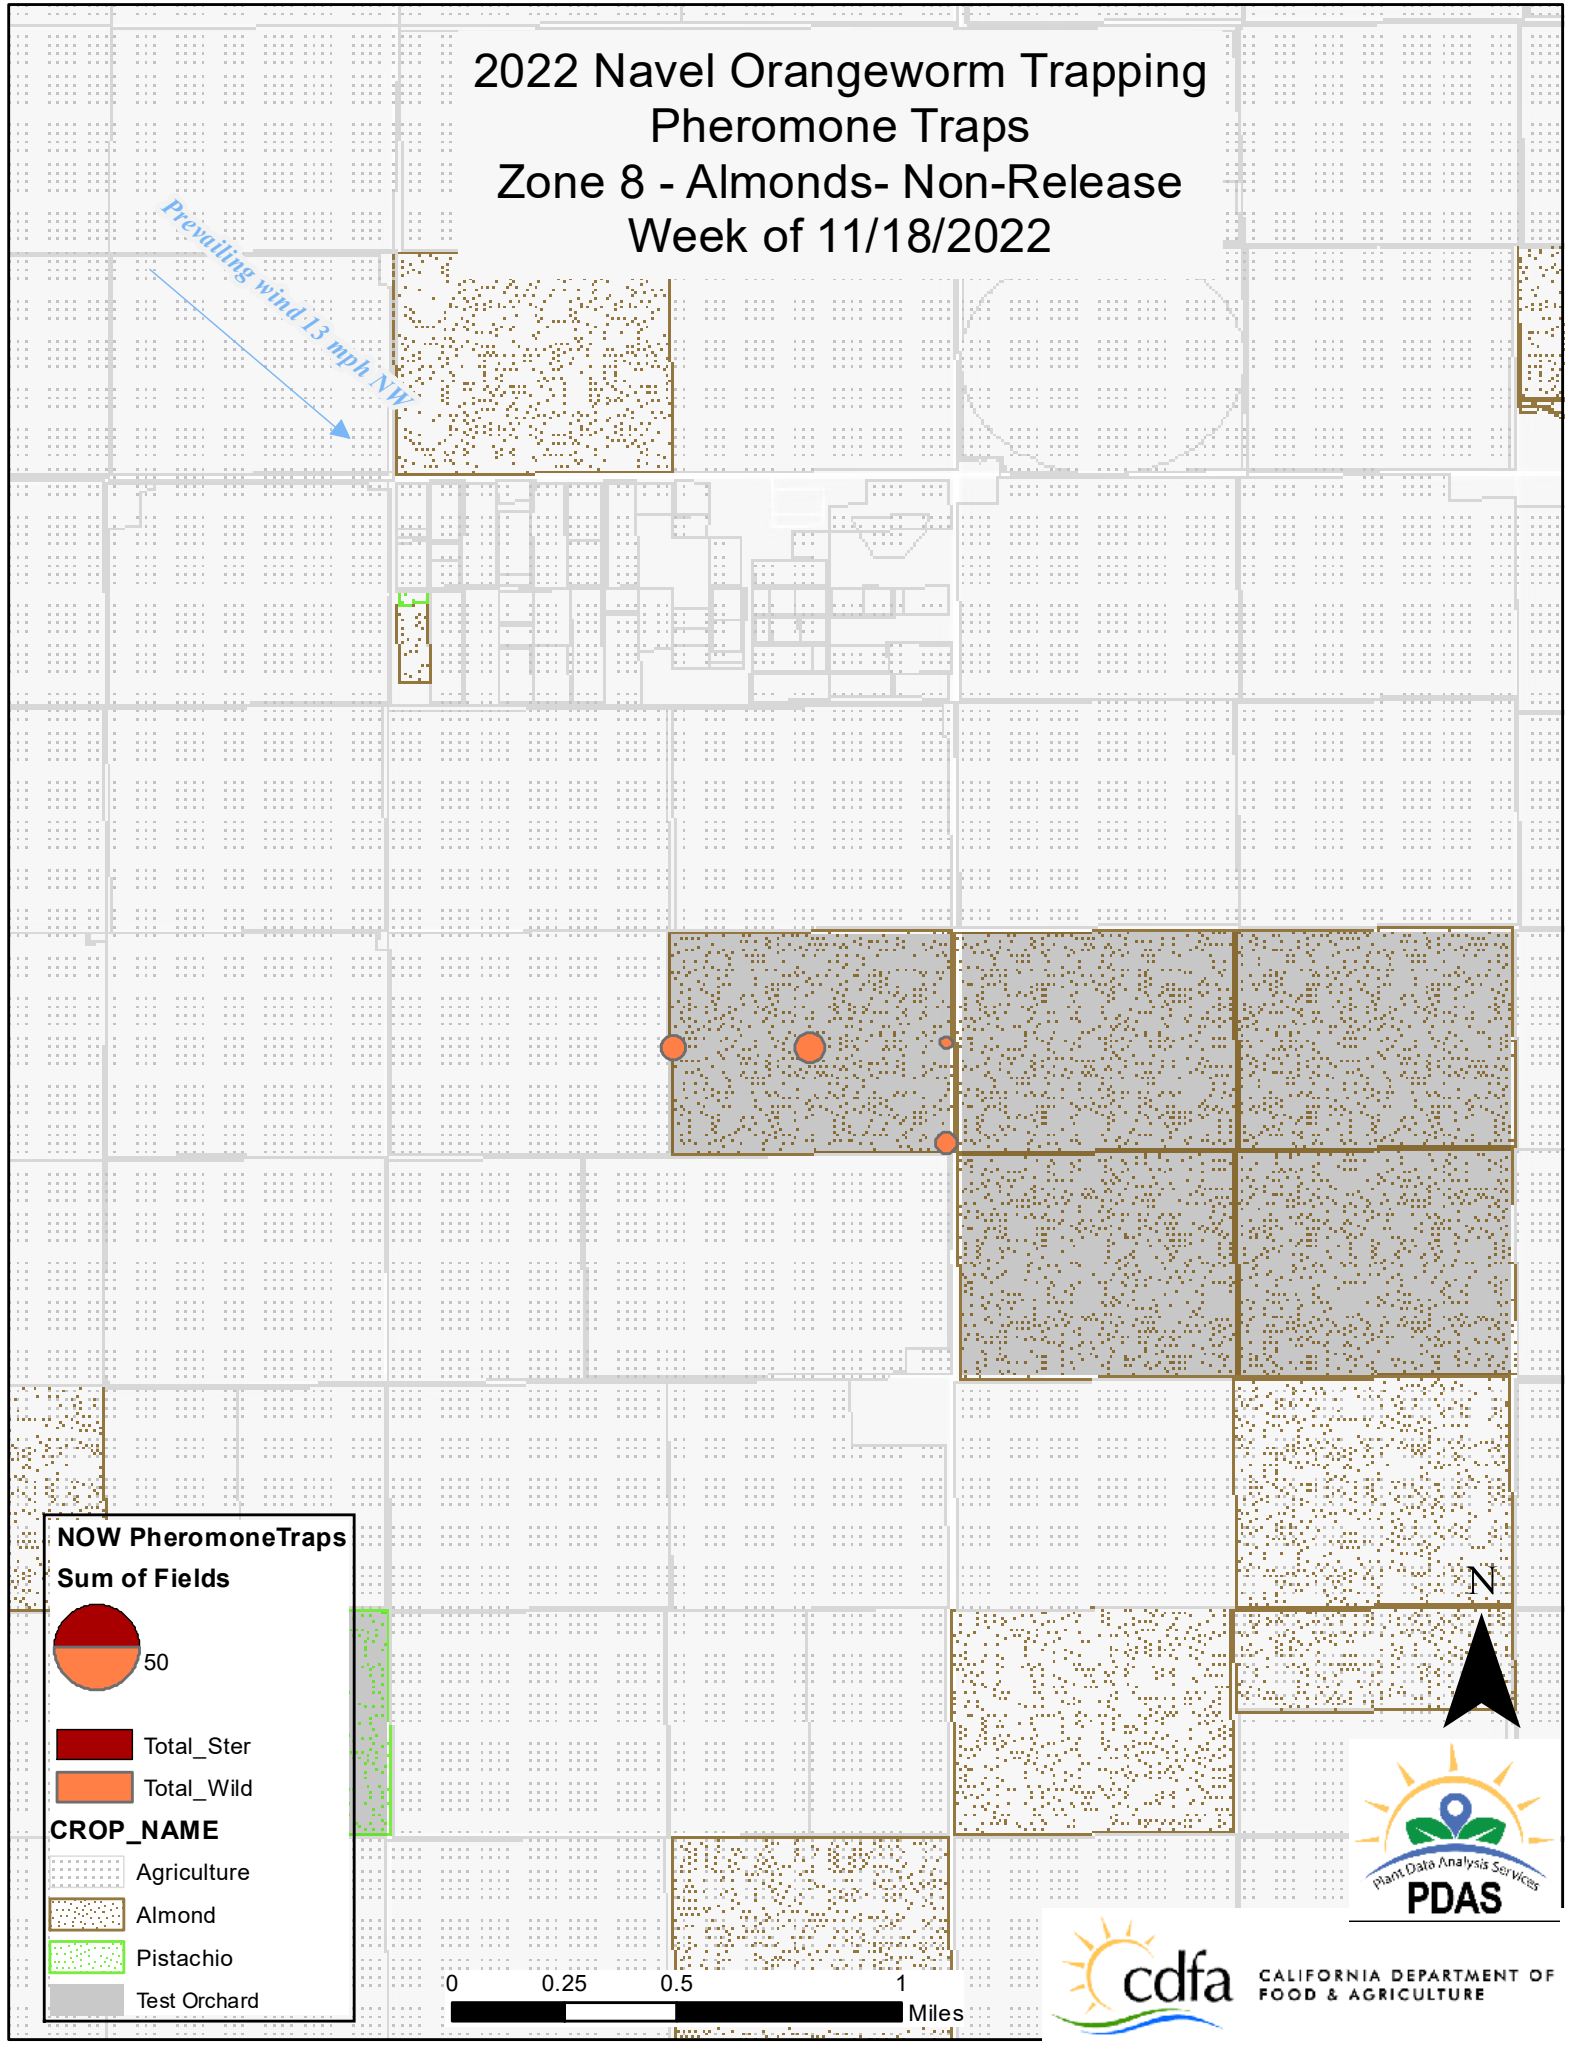 2022 Navel Orangeworm Trapping
Pheromone Traps
Zone 8 - Almonds- Non-Release
Week of 11/18/2022
Prevailing wind 13 mph NW
NOW PheromoneTraps
Sum of Fields
50
Total_Ster
Total_Wild
CROP_NAME
Agriculture
Almond
Pistachio
Test Orchard
0 0.25 0.5 1
Miles
N
Plant Data Analysis Services
PDAS
cdfa
CALIFORNIA DEPARTMENT OF
FOOD & AGRICULTURE